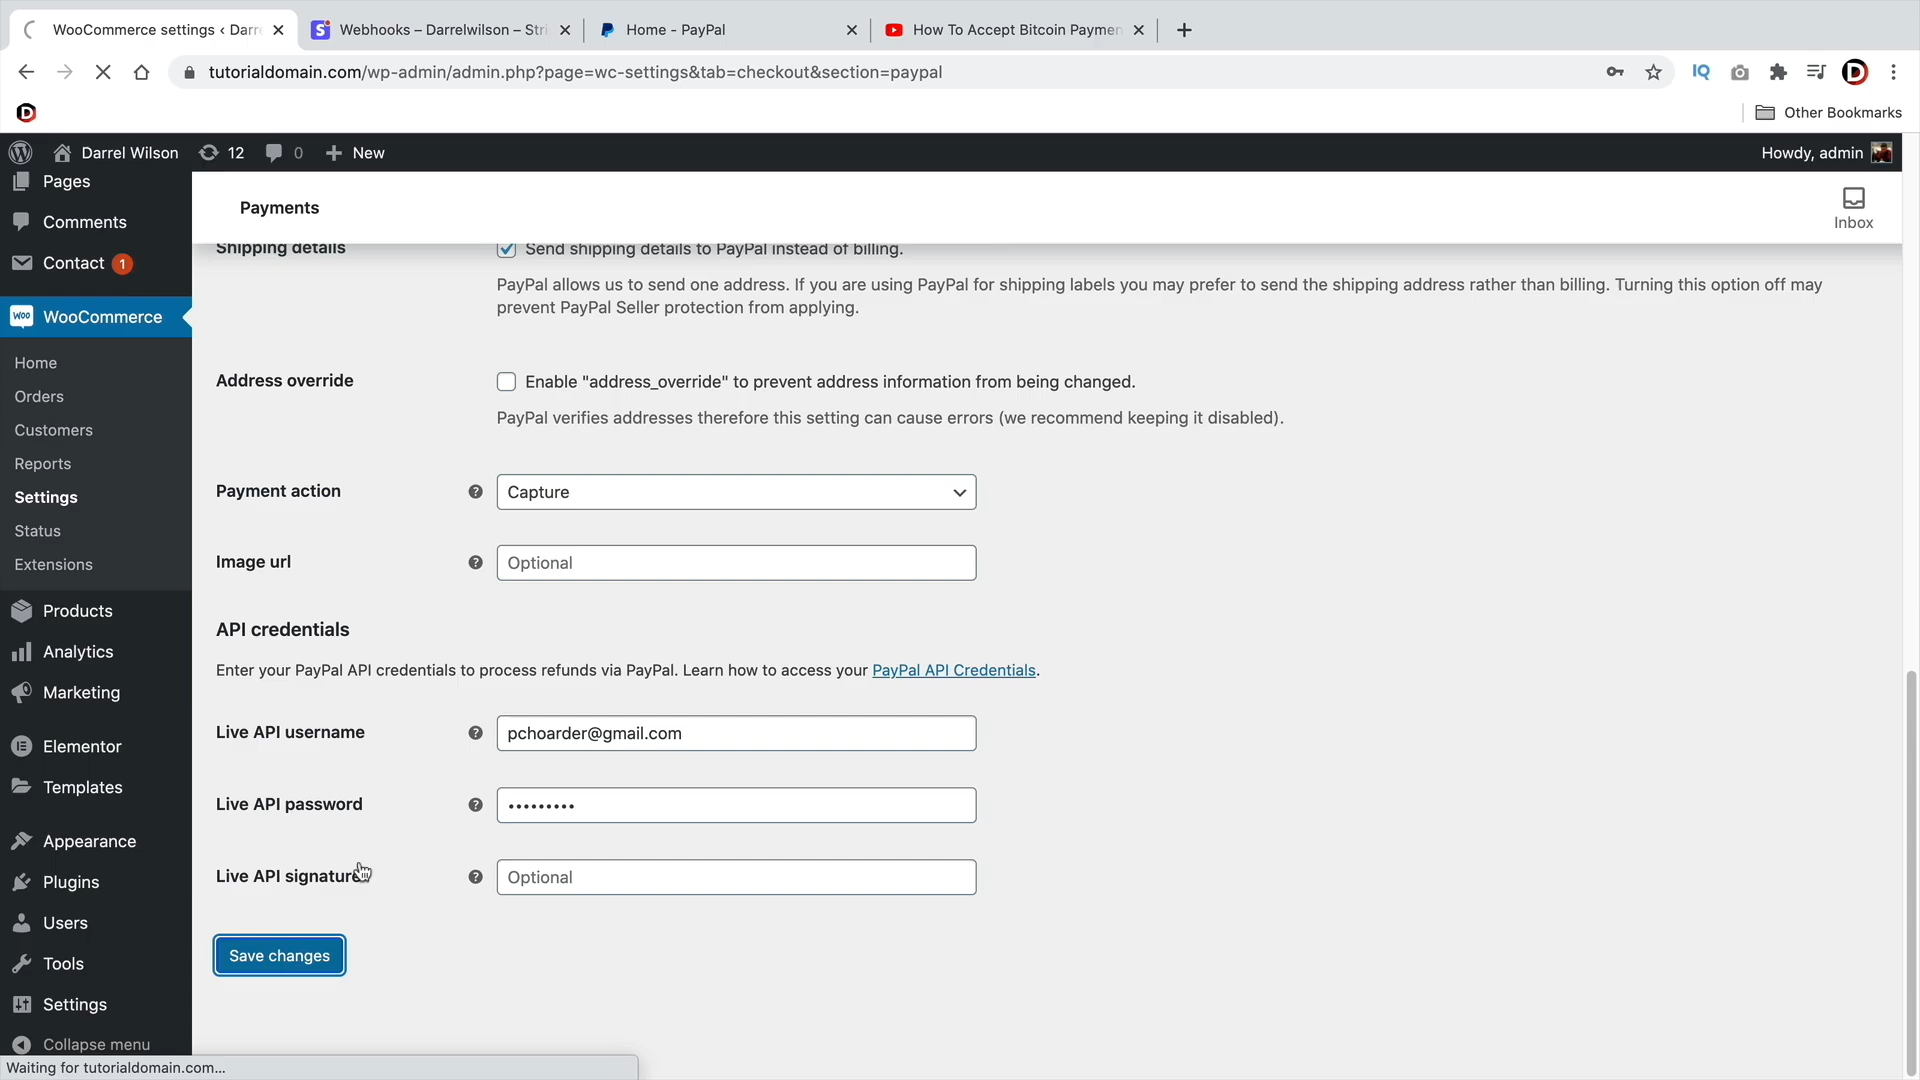 WooCommerce settings ‹ Darre
Webhooks – Darrelwilson – Stri
Home - PayPal
How To Accept Bitcoin Paymen
tutorialdomain.com/wp-admin/admin.php?page=wc-settings&tab=checkout&section=paypal
IQ
D
D
Other Bookmarks
Darrel Wilson
12
0
New
Howdy, admin
Pages
Comments
Contact 1
WooCommerce
Home
Orders
Customers
Reports
Settings
Status
Extensions
Products
Analytics
Marketing
Elementor
Templates
Appearance
Plugins
Users
Tools
Settings
Collapse menu
Payments
Inbox
Shipping details
Send shipping details to PayPal instead of billing.
PayPal allows us to send one address. If you are using PayPal for shipping labels you may prefer to send the shipping address rather than billing. Turning this option off may
prevent PayPal Seller protection from applying.
Address override
Enable "address_override" to prevent address information from being changed.
PayPal verifies addresses therefore this setting can cause errors (we recommend keeping it disabled).
Payment action
Capture
Image url
Optional
API credentials
Enter your PayPal API credentials to process refunds via PayPal. Learn how to access your PayPal API Credentials.
Live API username
pchoarder@gmail.com
Live API password
•••••••••
Live API signature
Optional
Save changes
Waiting for tutorialdomain.com...